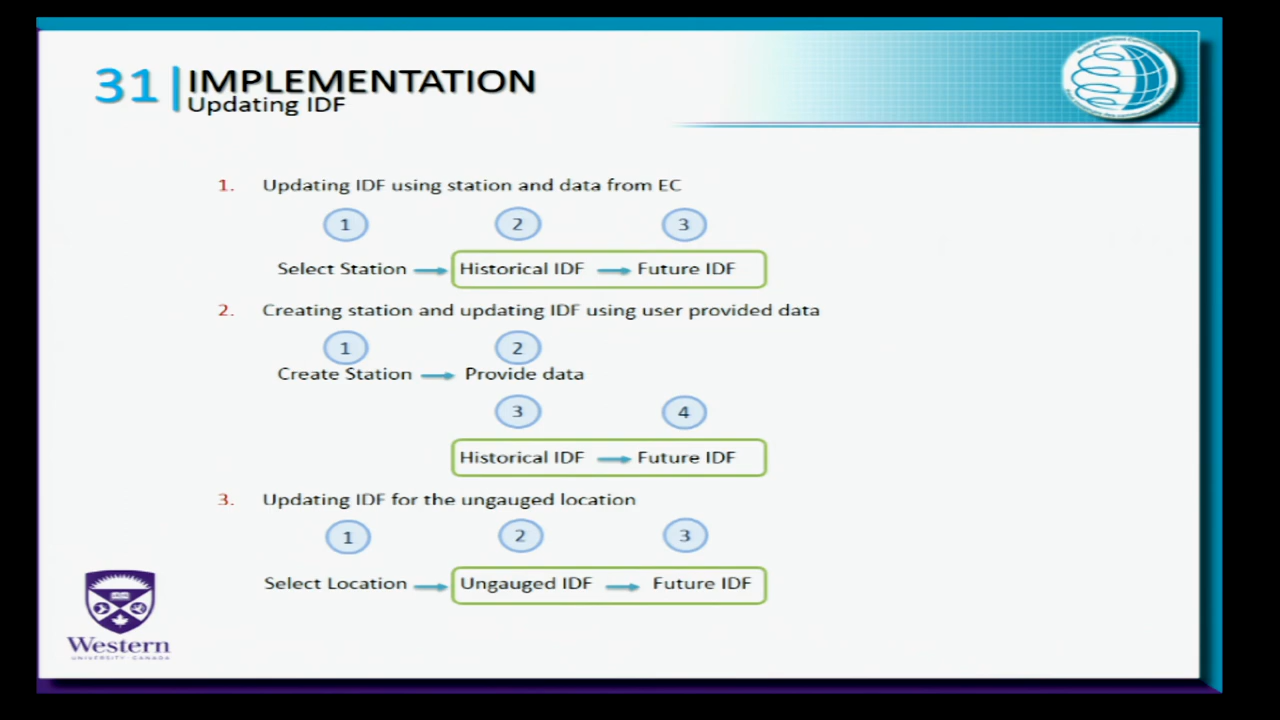 31 IMPLEMENTATION
Updating IDF
1. Updating IDF using station and data from EC
1 2 3
Select Station Historical IDF Future IDF
2. Creating station and updating IDF using user provided data
1 2
Create Station Provide data
3 4
Historical IDF Future IDF
3. Updating IDF for the ungauged location
1 2 3
Select Location Ungauged IDF Future IDF
Western
UNIVERSITY · CANADA